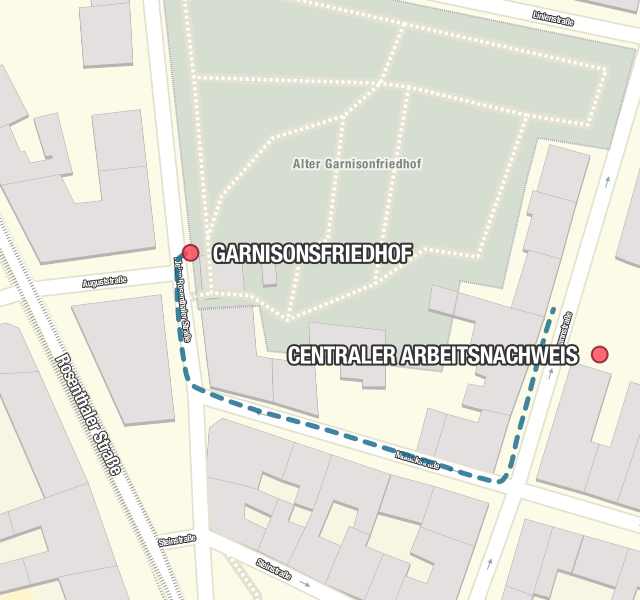 Linienstraße
Alter Garnisonfriedhof
GARNISONSFRIEDHOF
Auguststraße
CENTRALER ARBEITSNACHWEIS
Rosenthaler Straße
Steinstraße
Steinstraße